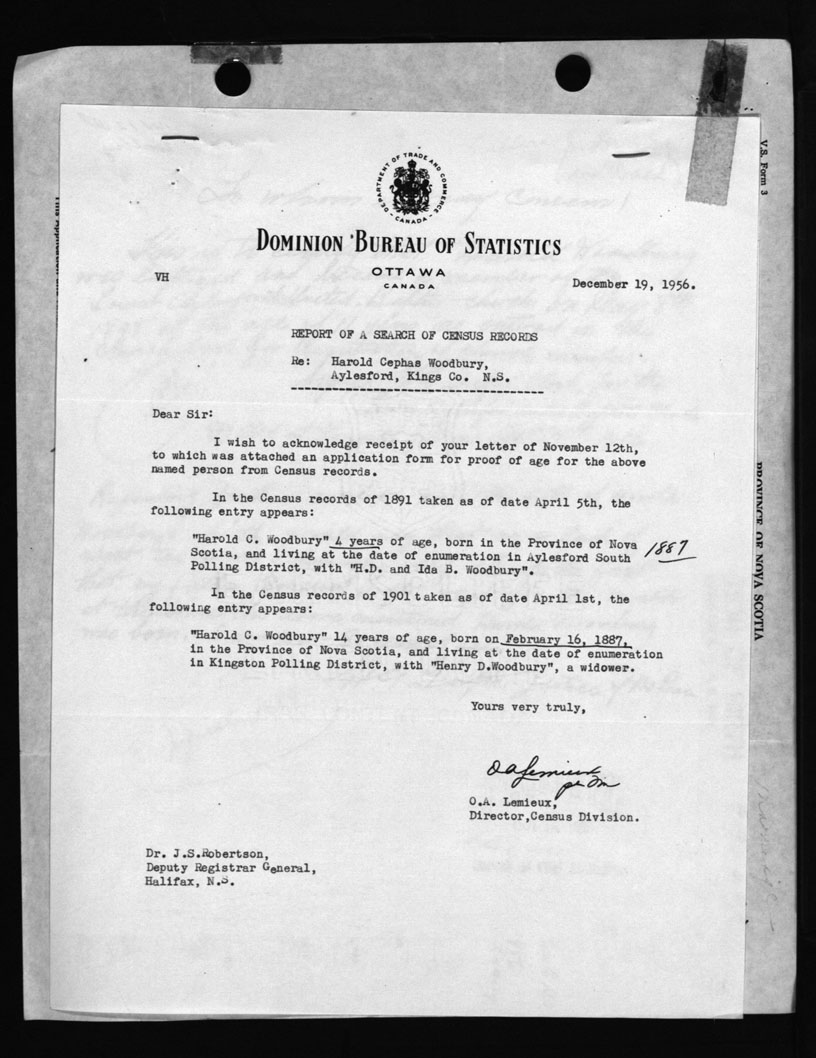 DEPARTMENT OF TRADE AND COMMERCE
- CANADA -
DOMINION BUREAU OF STATISTICS
OTTAWA
CANADA
VH
December 19, 1956.
REPORT OF A SEARCH OF CENSUS RECORDS
Re: Harold Cephas Woodbury,
Aylesford, Kings Co. N.S.
Dear Sir:
I wish to acknowledge receipt of your letter of November 12th,
to which was attached an application form for proof of age for the above
named person from Census records.
In the Census records of 1891 taken as of date April 5th, the
following entry appears:
"Harold C. Woodbury" 4 years of age, born in the Province of Nova
Scotia, and living at the date of enumeration in Aylesford South
Polling District, with "H.D. and Ida B. Woodbury".
1887
In the Census records of 1901 taken as of date April 1st, the
following entry appears:
"Harold C. Woodbury" 14 years of age, born on February 16, 1887,
in the Province of Nova Scotia, and living at the date of enumeration
in Kingston Polling District, with "Henry D.Woodbury", a widower.
Yours very truly,
O A Lemieux
O.A. Lemieux,
Director,Census Division.
Dr. J.S.Robertson,
Deputy Registrar General,
Halifax, N.S.
V.S. Form 3
PROVINCE OF NOVA SCOTIA